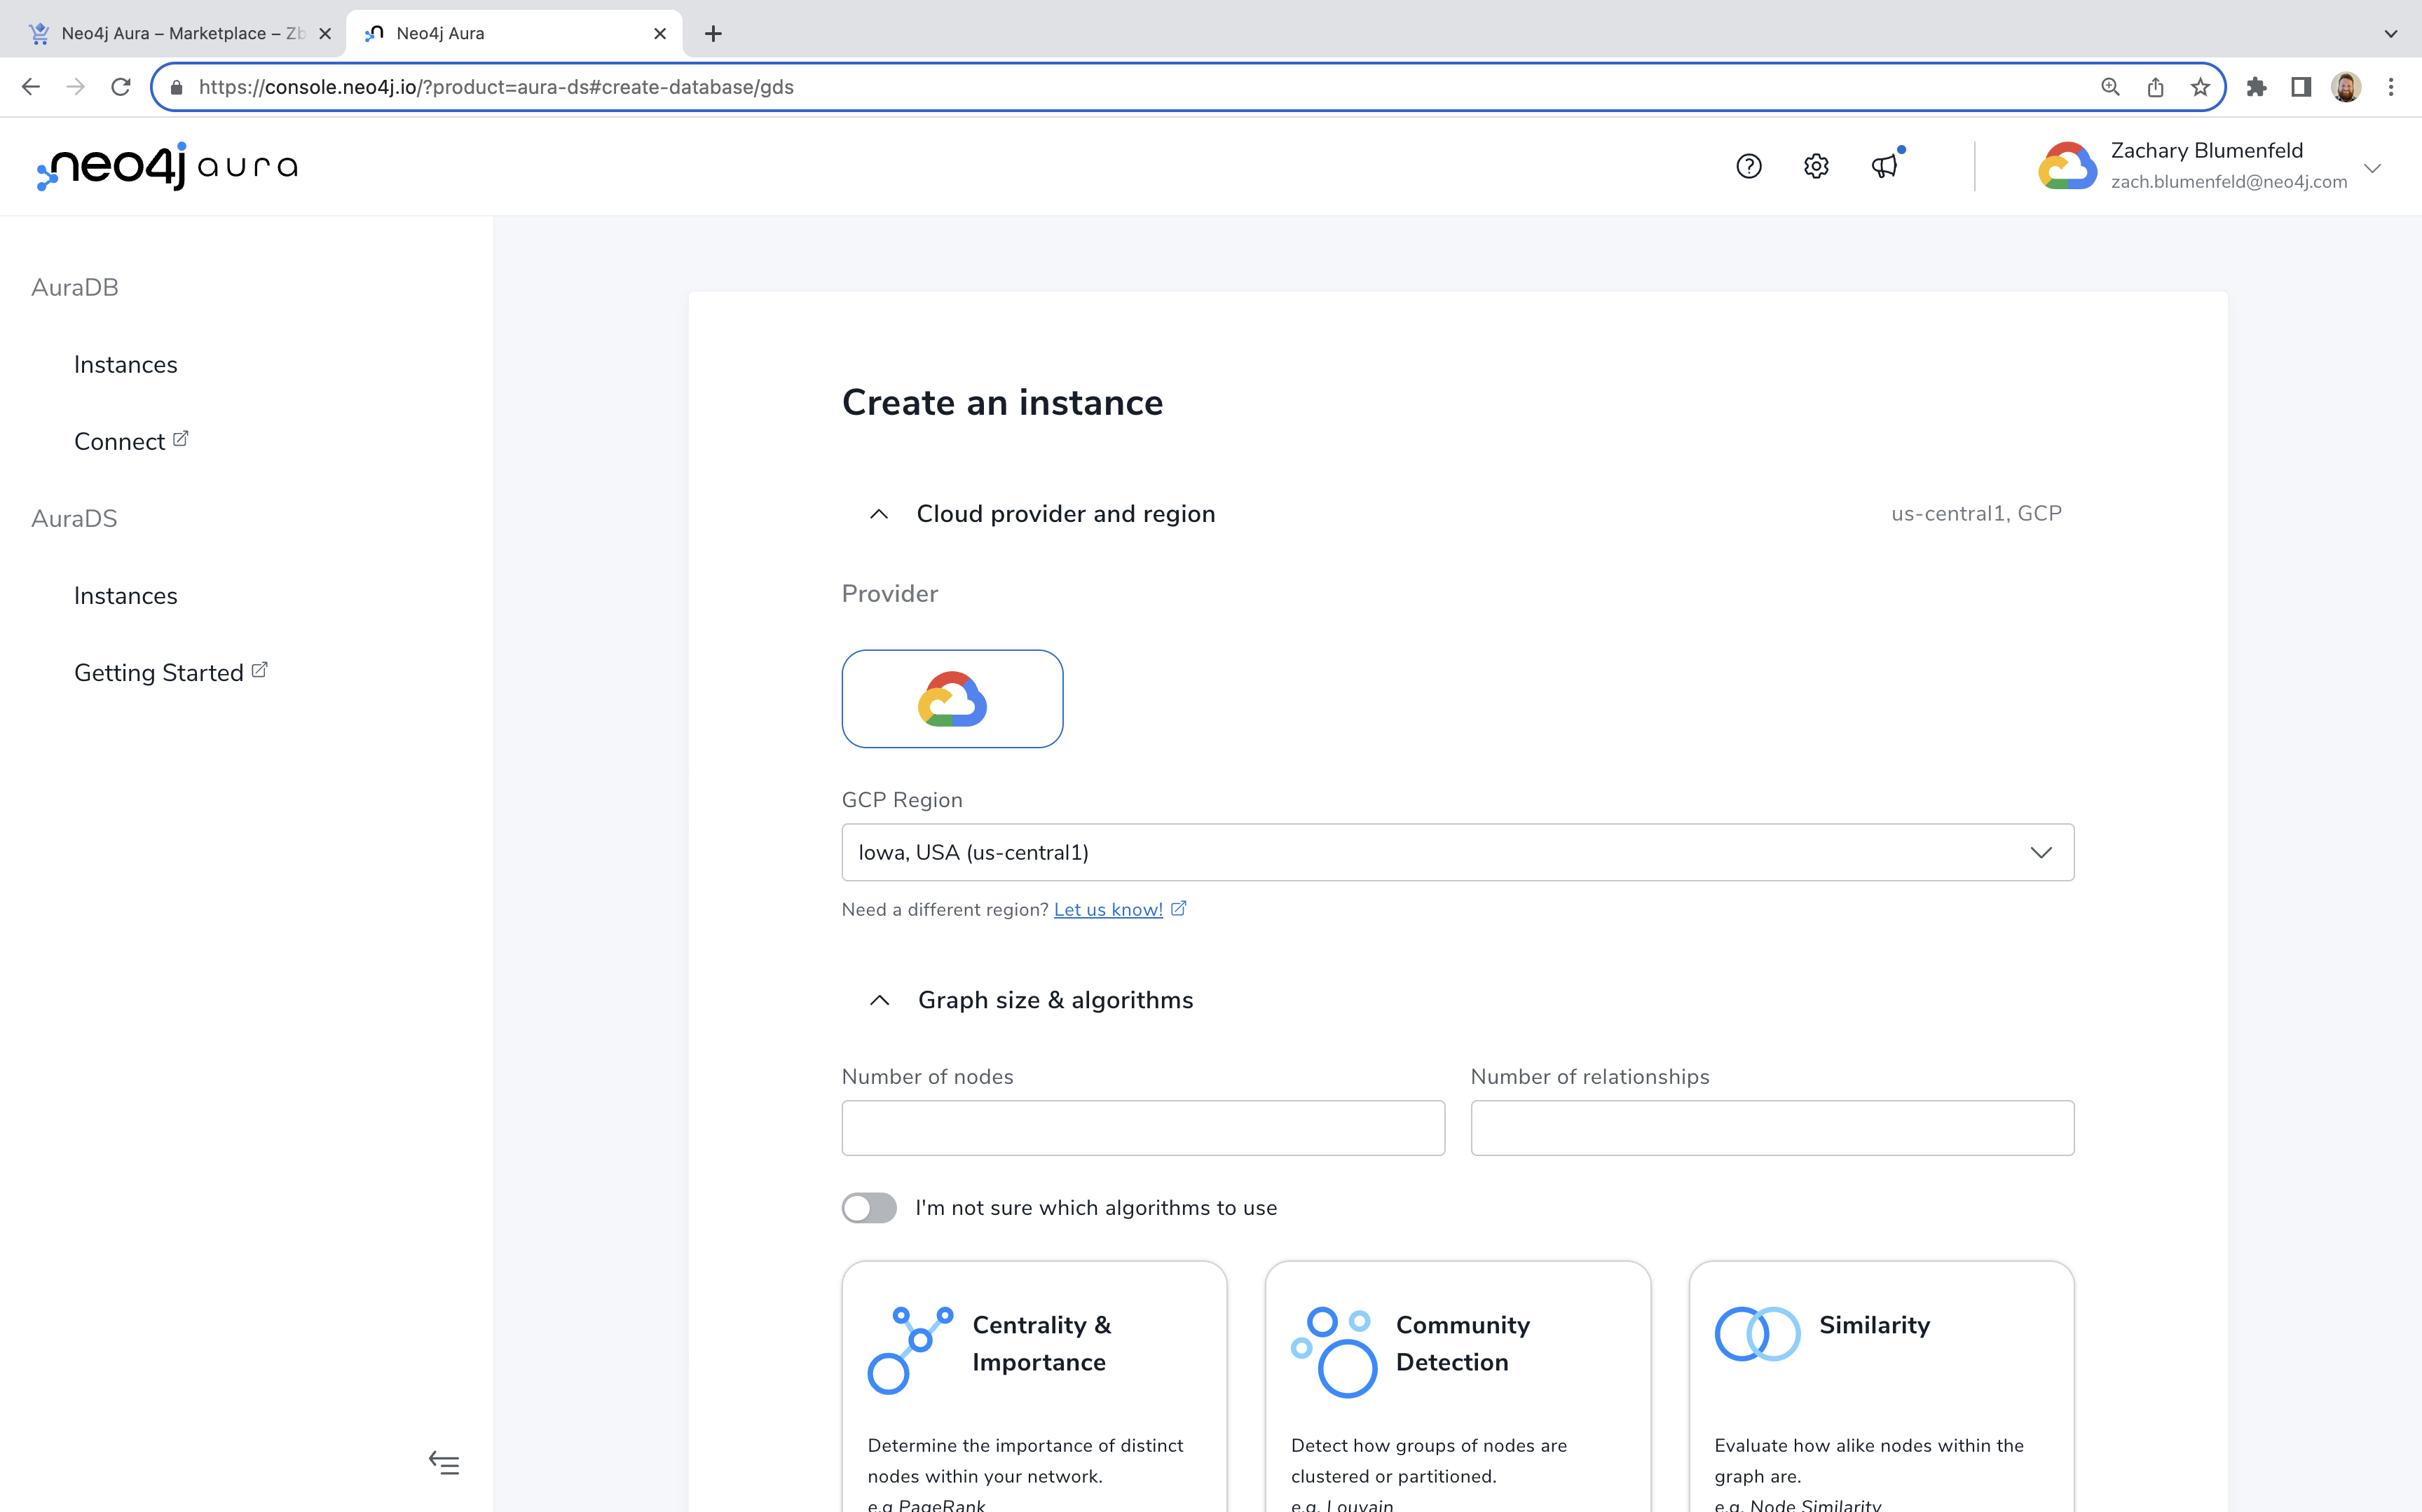 Neo4j Aura – Marketplace – Zb
Neo4j Aura
https://console.neo4j.io/?product=aura-ds#create-database/gds
neo4j aura
Zachary Blumenfeld
zach.blumenfeld@neo4j.com
AuraDB
Instances
Connect
AuraDS
Instances
Getting Started
Create an instance
Cloud provider and region
us-central1, GCP
Provider
GCP Region
Iowa, USA (us-central1)
Need a different region? Let us know!
Graph size & algorithms
Number of nodes
Number of relationships
I'm not sure which algorithms to use
Centrality &
Importance
Determine the importance of distinct
nodes within your network.
e.g PageRank
Community
Detection
Detect how groups of nodes are
clustered or partitioned.
e.g. Louvain
Similarity
Evaluate how alike nodes within the
graph are.
e.g. Node Similarity